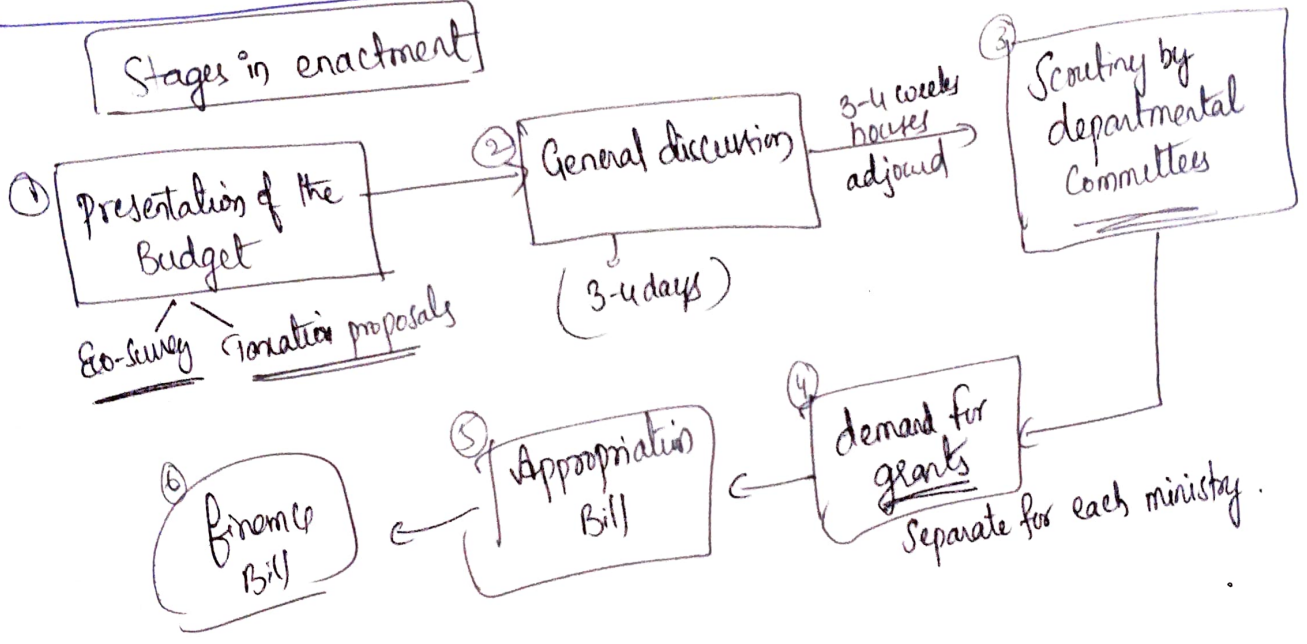 Stages in enactment
① Presentation of the
Budget
Eco-Survey Taxation proposals
② General discussion
(3-4 days)
3-4 weeks
houses
adjourd
③ Scrutiny by
departmental
Committees
④ demand for
grants
Separate for each ministry.
⑤ Appropriation
Bill
⑥ finance
Bill